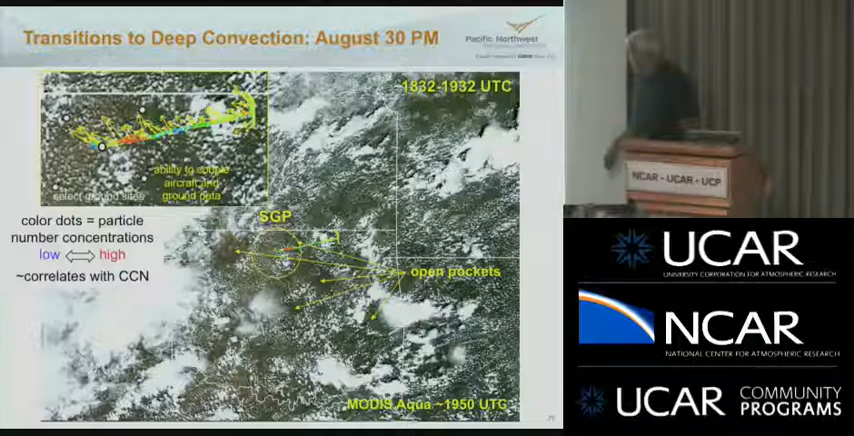 Transitions to Deep Convection: August 30 PM
Pacific Northwest
1832-1932 UTC
ability to couple
aircraft and
ground data
select ground sites
SGP
color dots = particle
number concentrations
low high
~correlates with CCN
open pockets
MODIS Aqua ~1950 UTC
NCAR - UCAR - UCP
UCAR
UNIVERSITY CORPORATION FOR ATMOSPHERIC RESEARCH
NCAR
NATIONAL CENTER FOR ATMOSPHERIC RESEARCH
UCAR COMMUNITY
PROGRAMS